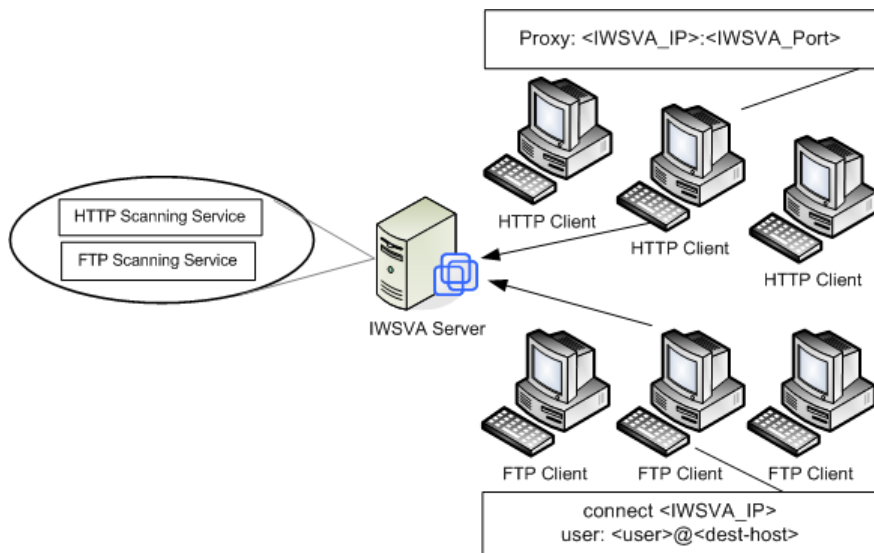 Proxy: <IWSVA_IP>:<IWSVA_Port>
HTTP Client
HTTP Client
HTTP Client
HTTP Scanning Service
FTP Scanning Service
IWSVA Server
FTP Client
FTP Client
FTP Client
connect <IWSVA_IP>
user: <user>@<dest-host>